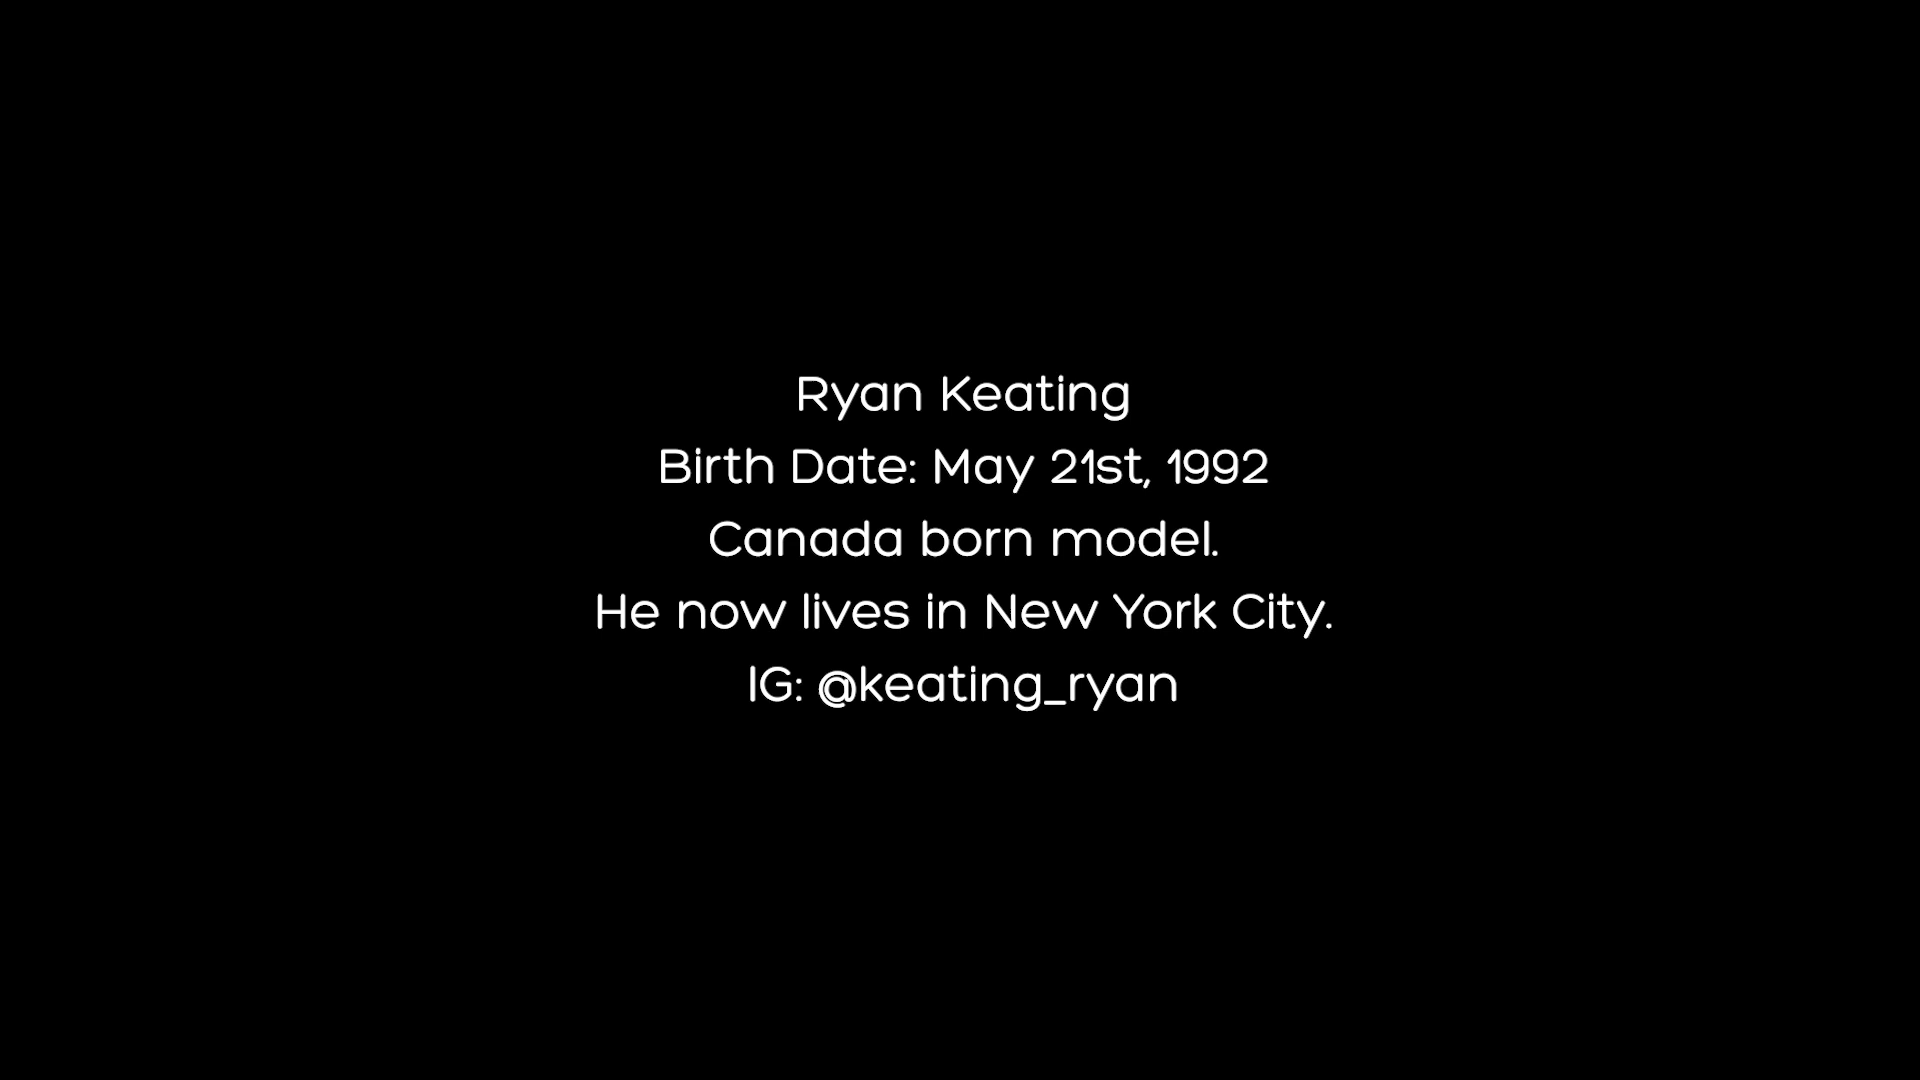 Ryan Keating
Birth Date: May 21st, 1992
Canada born model.
He now lives in New York City.
IG: @keating_ryan